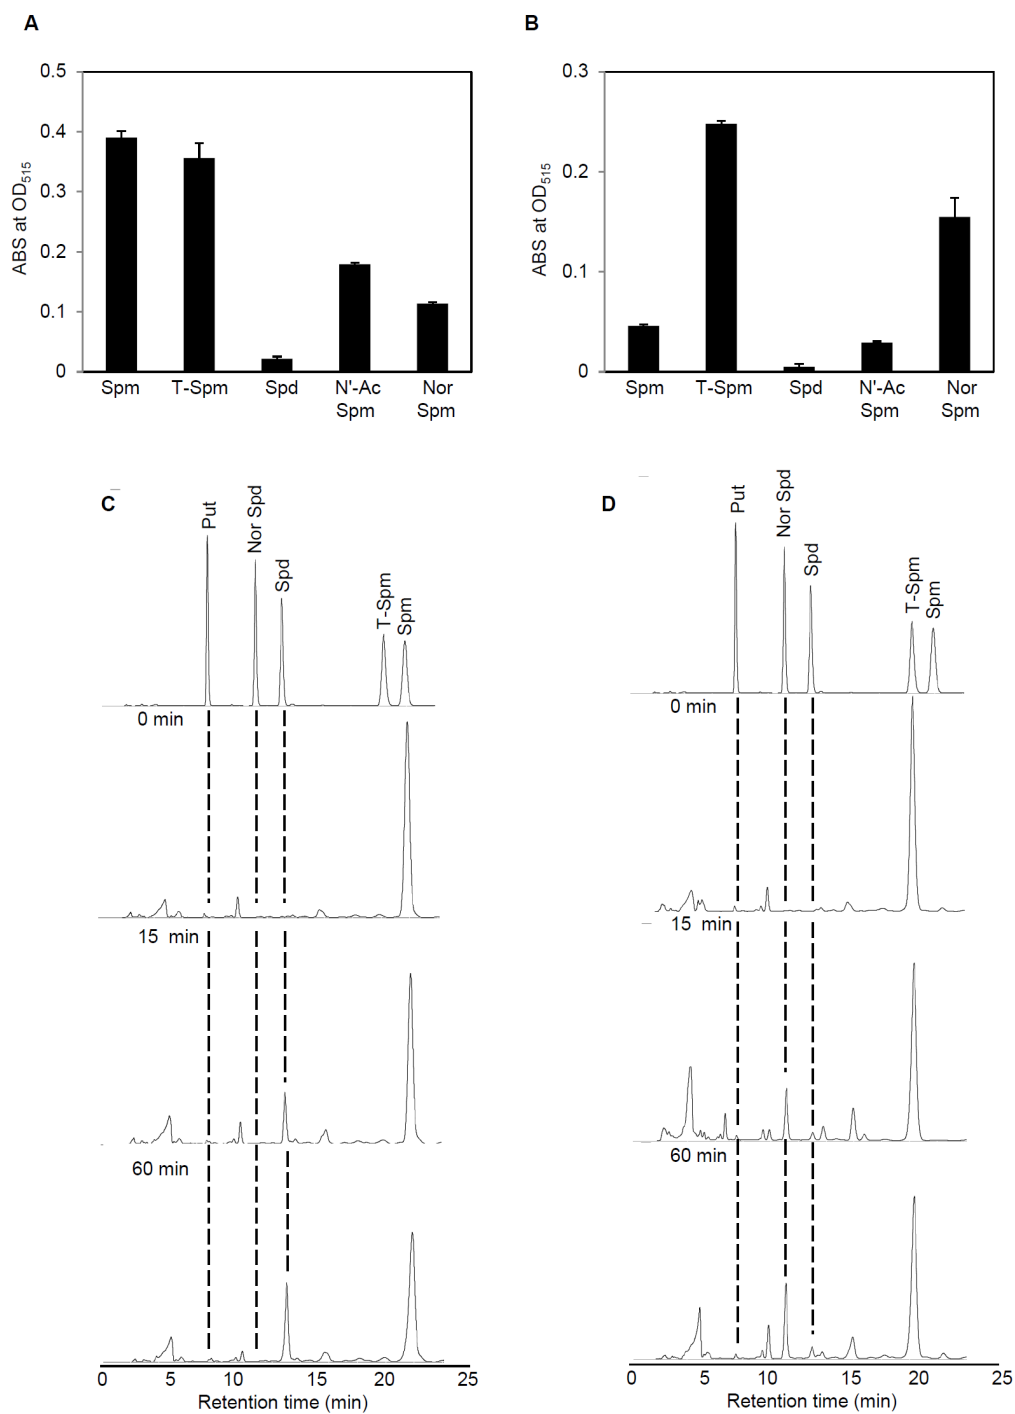 A
B
0.5
0.4
0.3
0.2
0.1
0
ABS at OD515
Spm T-Spm Spd N'-Ac Spm Nor Spm
0.3
0.2
0.1
0
ABS at OD515
Spm T-Spm Spd N'-Ac Spm Nor Spm
C
Put
Nor Spd
Spd
T-Spm
Spm
0 min
15 min
60 min
0 5 10 15 20 25
Retention time (min)
D
Put
Nor Spd
Spd
T-Spm
Spm
0 min
15 min
60 min
0 5 10 15 20 25
Retention time (min)